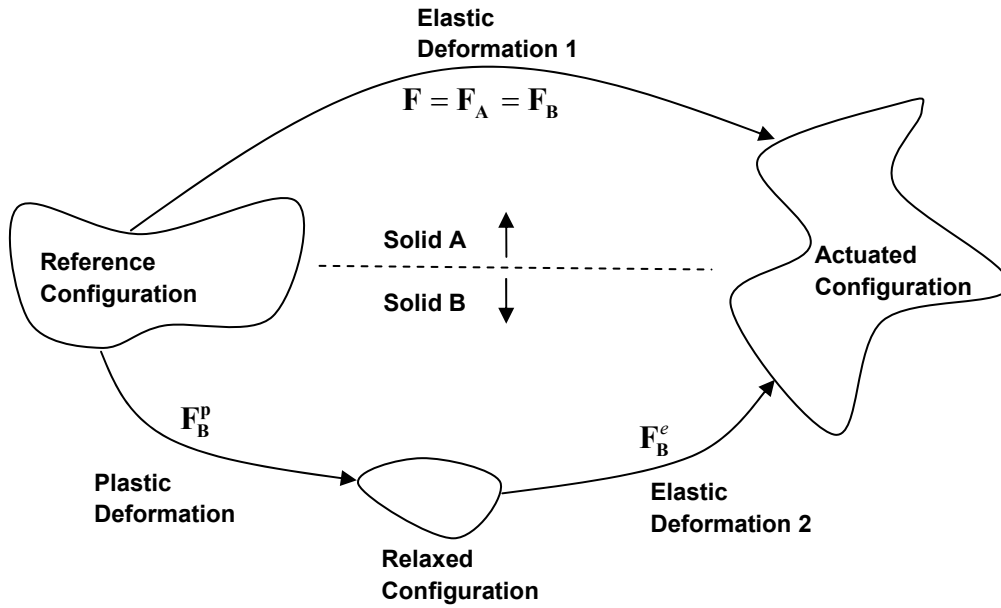 Elastic
Deformation 1
F = F_A = F_B
Solid A
Reference
Configuration
Actuated
Configuration
Solid B
F_B^p
F_B^e
Plastic
Deformation
Elastic
Deformation 2
Relaxed
Configuration